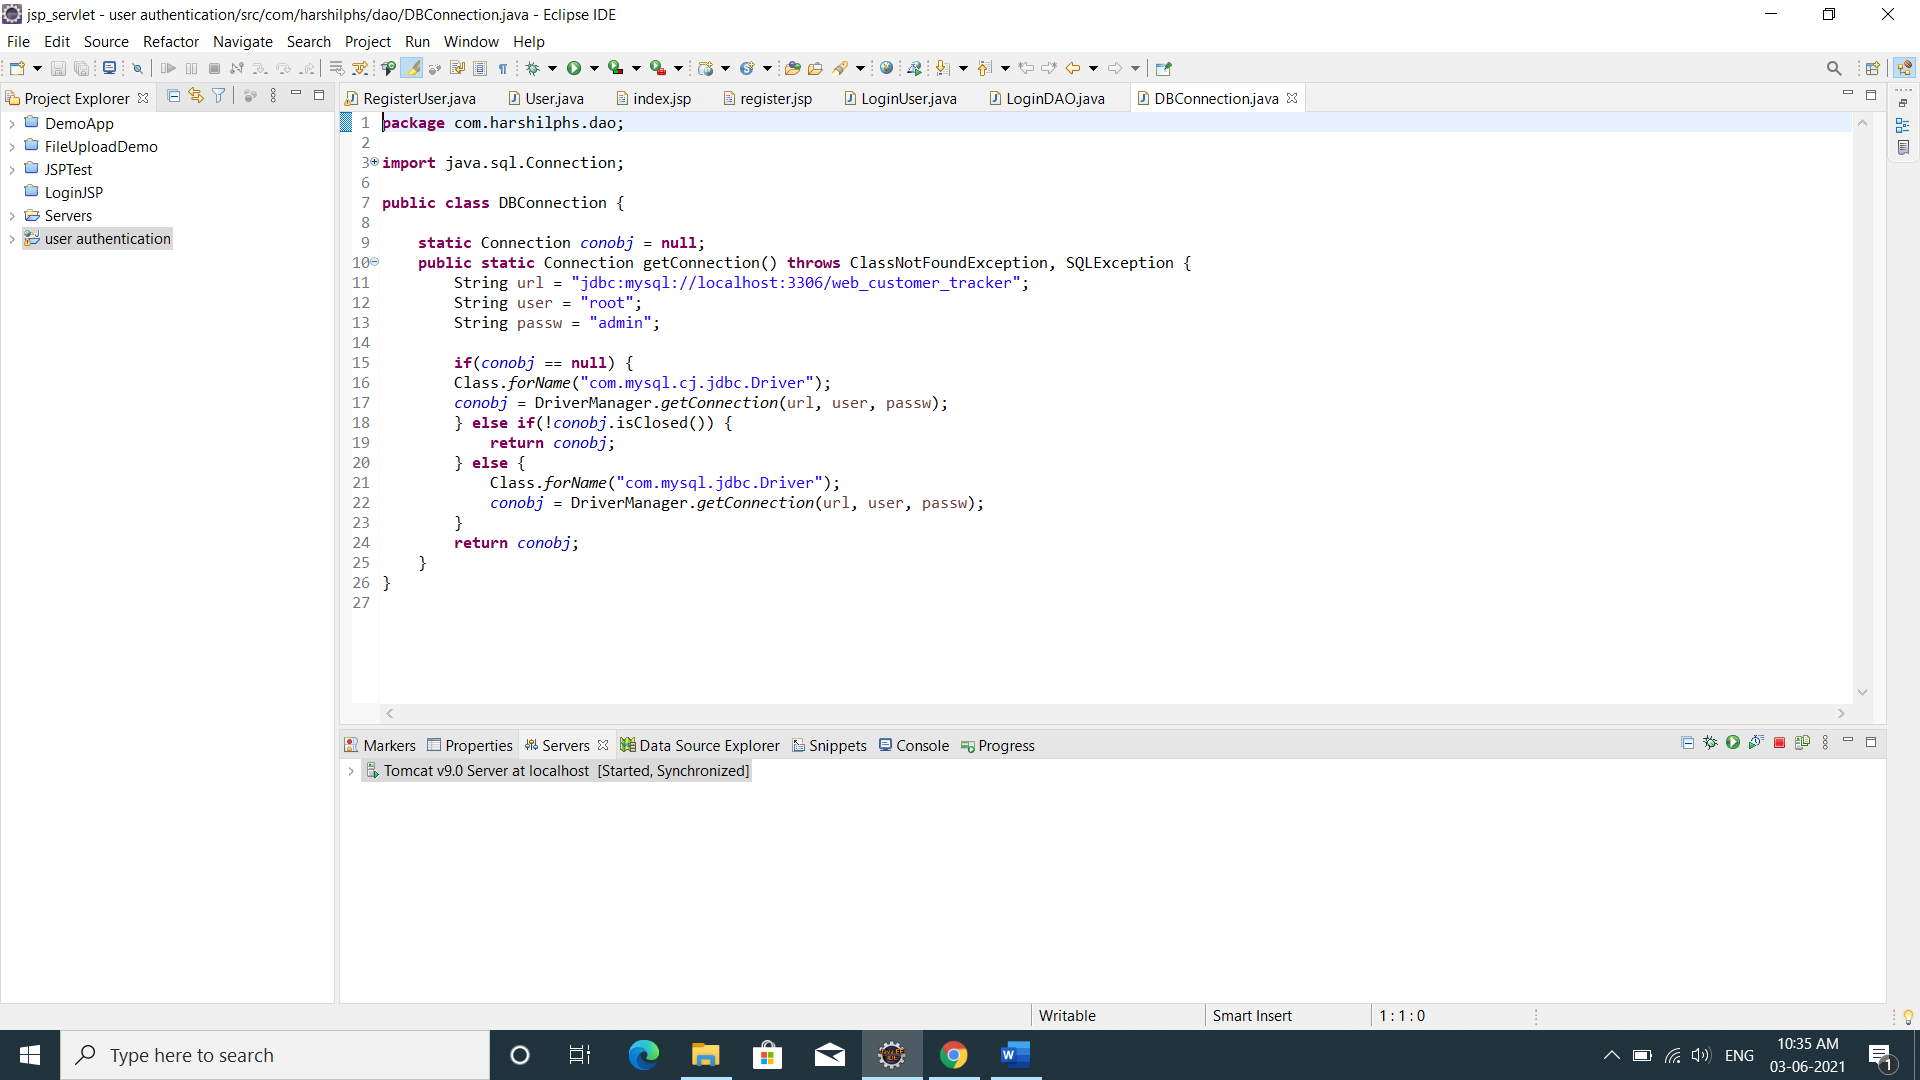 jsp_servlet - user authentication/src/com/harshilphs/dao/DBConnection.java - Eclipse IDE
File Edit Source Refactor Navigate Search Project Run Window Help
Project Explorer
RegisterUser.java User.java index.jsp register.jsp LoginUser.java LoginDAO.java DBConnection.java
DemoApp
FileUploadDemo
JSPTest
LoginJSP
Servers
user authentication
1 package com.harshilphs.dao;
2
3 import java.sql.Connection;
6
7 public class DBConnection {
8
9 static Connection conobj = null;
10 public static Connection getConnection() throws ClassNotFoundException, SQLException {
11 String url = "jdbc:mysql://localhost:3306/web_customer_tracker";
12 String user = "root";
13 String passw = "admin";
14
15 if(conobj == null) {
16 Class.forName("com.mysql.cj.jdbc.Driver");
17 conobj = DriverManager.getConnection(url, user, passw);
18 } else if(!conobj.isClosed()) {
19 return conobj;
20 } else {
21 Class.forName("com.mysql.jdbc.Driver");
22 conobj = DriverManager.getConnection(url, user, passw);
23 }
24 return conobj;
25 }
26 }
27
Markers Properties Servers Data Source Explorer Snippets Console Progress
Tomcat v9.0 Server at localhost [Started, Synchronized]
Writable Smart Insert 1 : 1 : 0
Type here to search
ENG
10:35 AM
03-06-2021
1